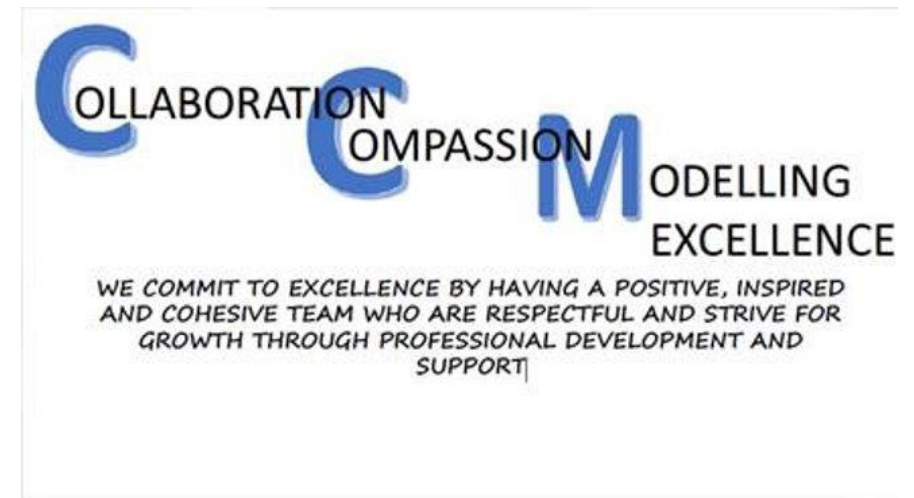 COLLABORATION
COMPASSION
MODELLING
EXCELLENCE
WE COMMIT TO EXCELLENCE BY HAVING A POSITIVE, INSPIRED
AND COHESIVE TEAM WHO ARE RESPECTFUL AND STRIVE FOR
GROWTH THROUGH PROFESSIONAL DEVELOPMENT AND
SUPPORT